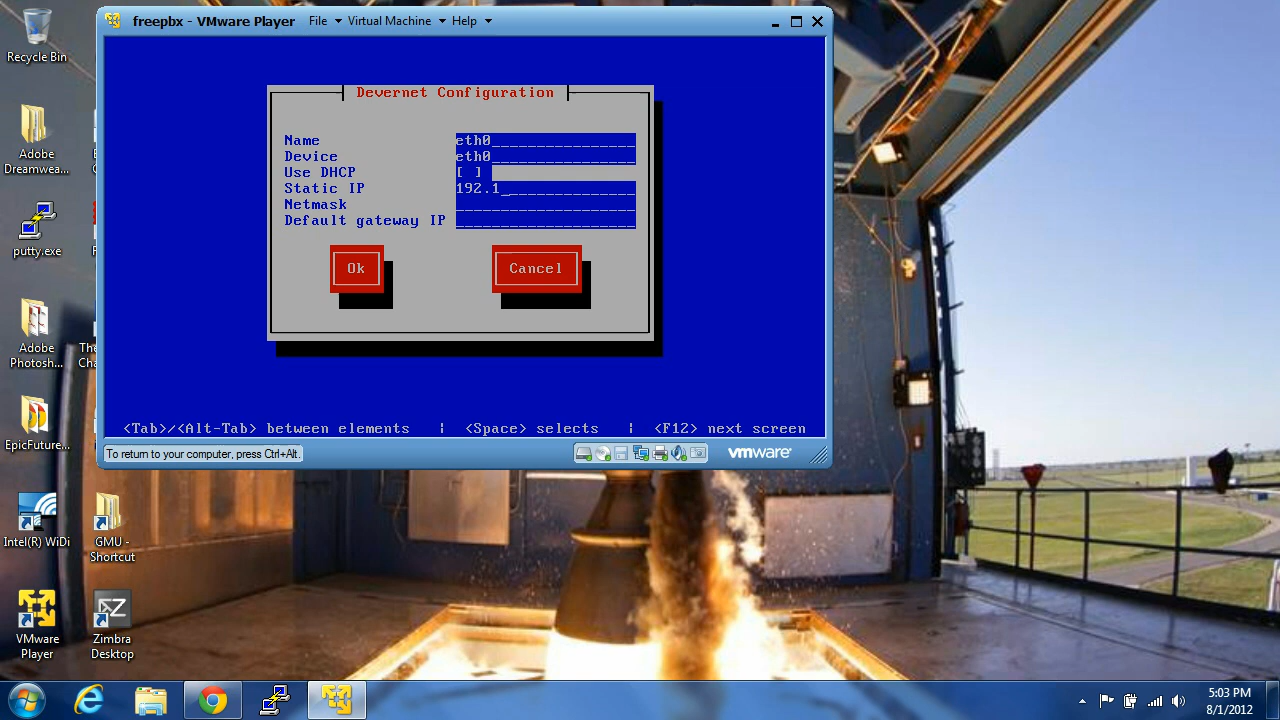 freepbx - VMware Player File Virtual Machine Help
Recycle Bin
Devernet Configuration
Name eth0
Device eth0
Use DHCP [ ]
Static IP 192.1_
Netmask
Default gateway IP
Ok Cancel
<Tab>/<Alt-Tab> between elements | <Space> selects | <F12> next screen
To return to your computer, press Ctrl+Alt.
vmware
Adobe
Dreamwea...
putty.exe
Adobe
Photosh...
EpicFuture...
Intel(R) WiDi
GMU -
Shortcut
VMware
Player
Zimbra
Desktop
5:03 PM
8/1/2012